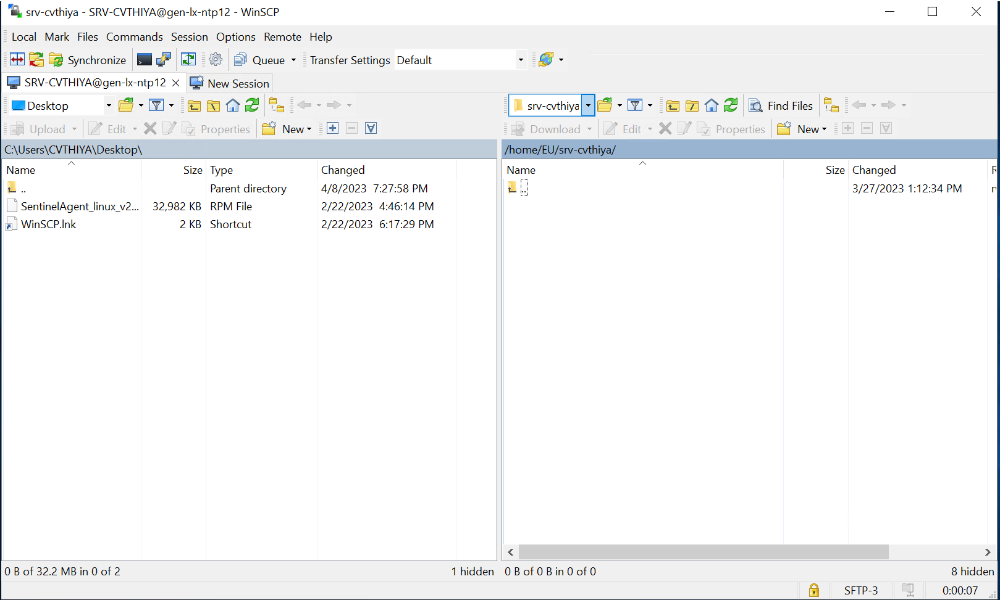 srv-cvthiya - SRV-CVTHIYA@gen-lx-ntp12 - WinSCP
Local Mark Files Commands Session Options Remote Help
Synchronize Queue Transfer Settings Default
SRV-CVTHIYA@gen-lx-ntp12 New Session
Desktop srv-cvthiya Find Files
Upload Edit Properties New Download Edit Properties New
C:\Users\CVTHIYA\Desktop\ /home/EU/srv-cvthiya/
Name Size Type Changed Name Size Changed
.. Parent directory 4/8/2023 7:27:58 PM .. 3/27/2023 1:12:34 PM
SentinelAgent_linux_v2... 32,982 KB RPM File 2/22/2023 4:46:14 PM
WinSCP.lnk 2 KB Shortcut 2/22/2023 6:17:29 PM
0 B of 32.2 MB in 0 of 2 1 hidden 0 B of 0 B in 0 of 0 8 hidden
SFTP-3 0:00:07